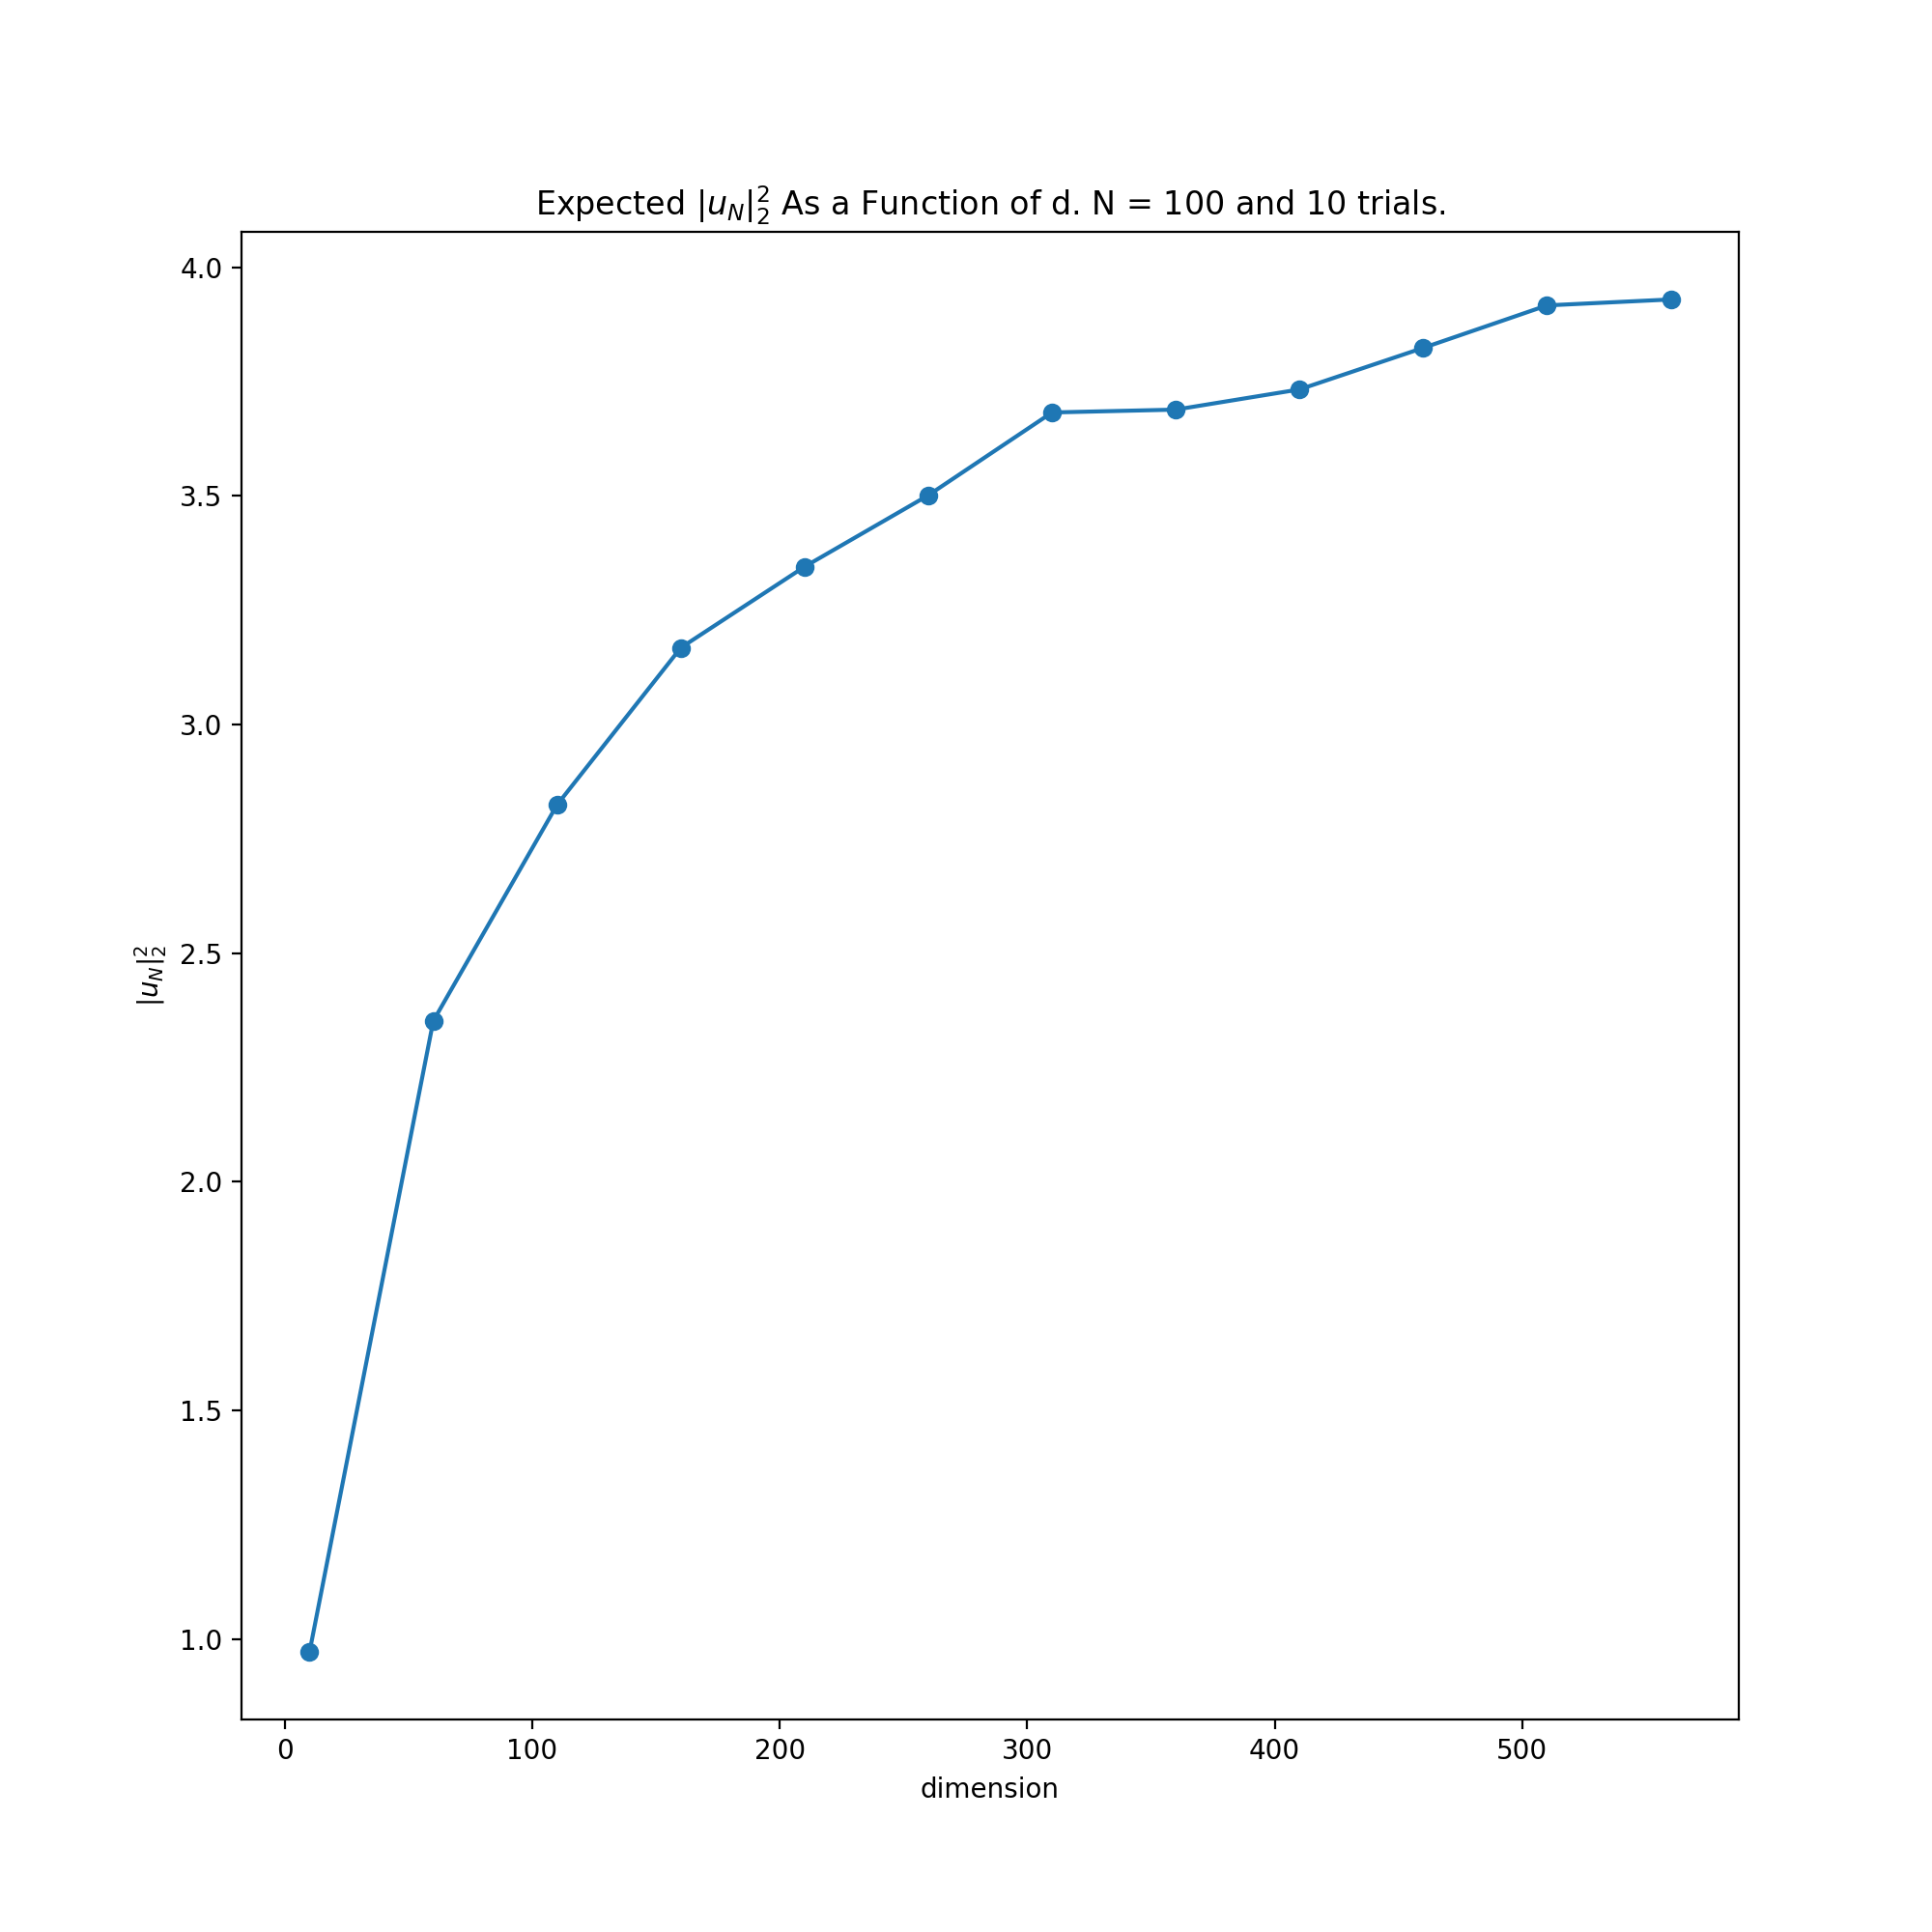 Expected $|u_N|_2^2$ As a Function of d. N = 100 and 10 trials.
4.0
3.5
3.0
2.5
2.0
1.5
1.0
$|u_N|_2^2$
0 100 200 300 400 500
dimension